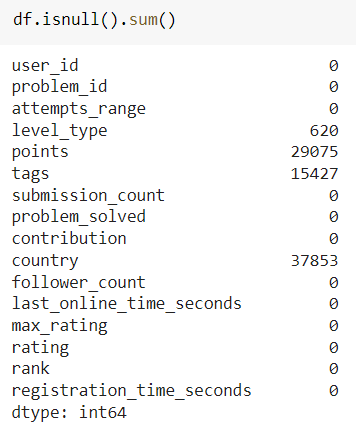 df.isnull().sum()
user_id 0
problem_id 0
attempts_range 0
level_type 620
points 29075
tags 15427
submission_count 0
problem_solved 0
contribution 0
country 37853
follower_count 0
last_online_time_seconds 0
max_rating 0
rating 0
rank 0
registration_time_seconds 0
dtype: int64